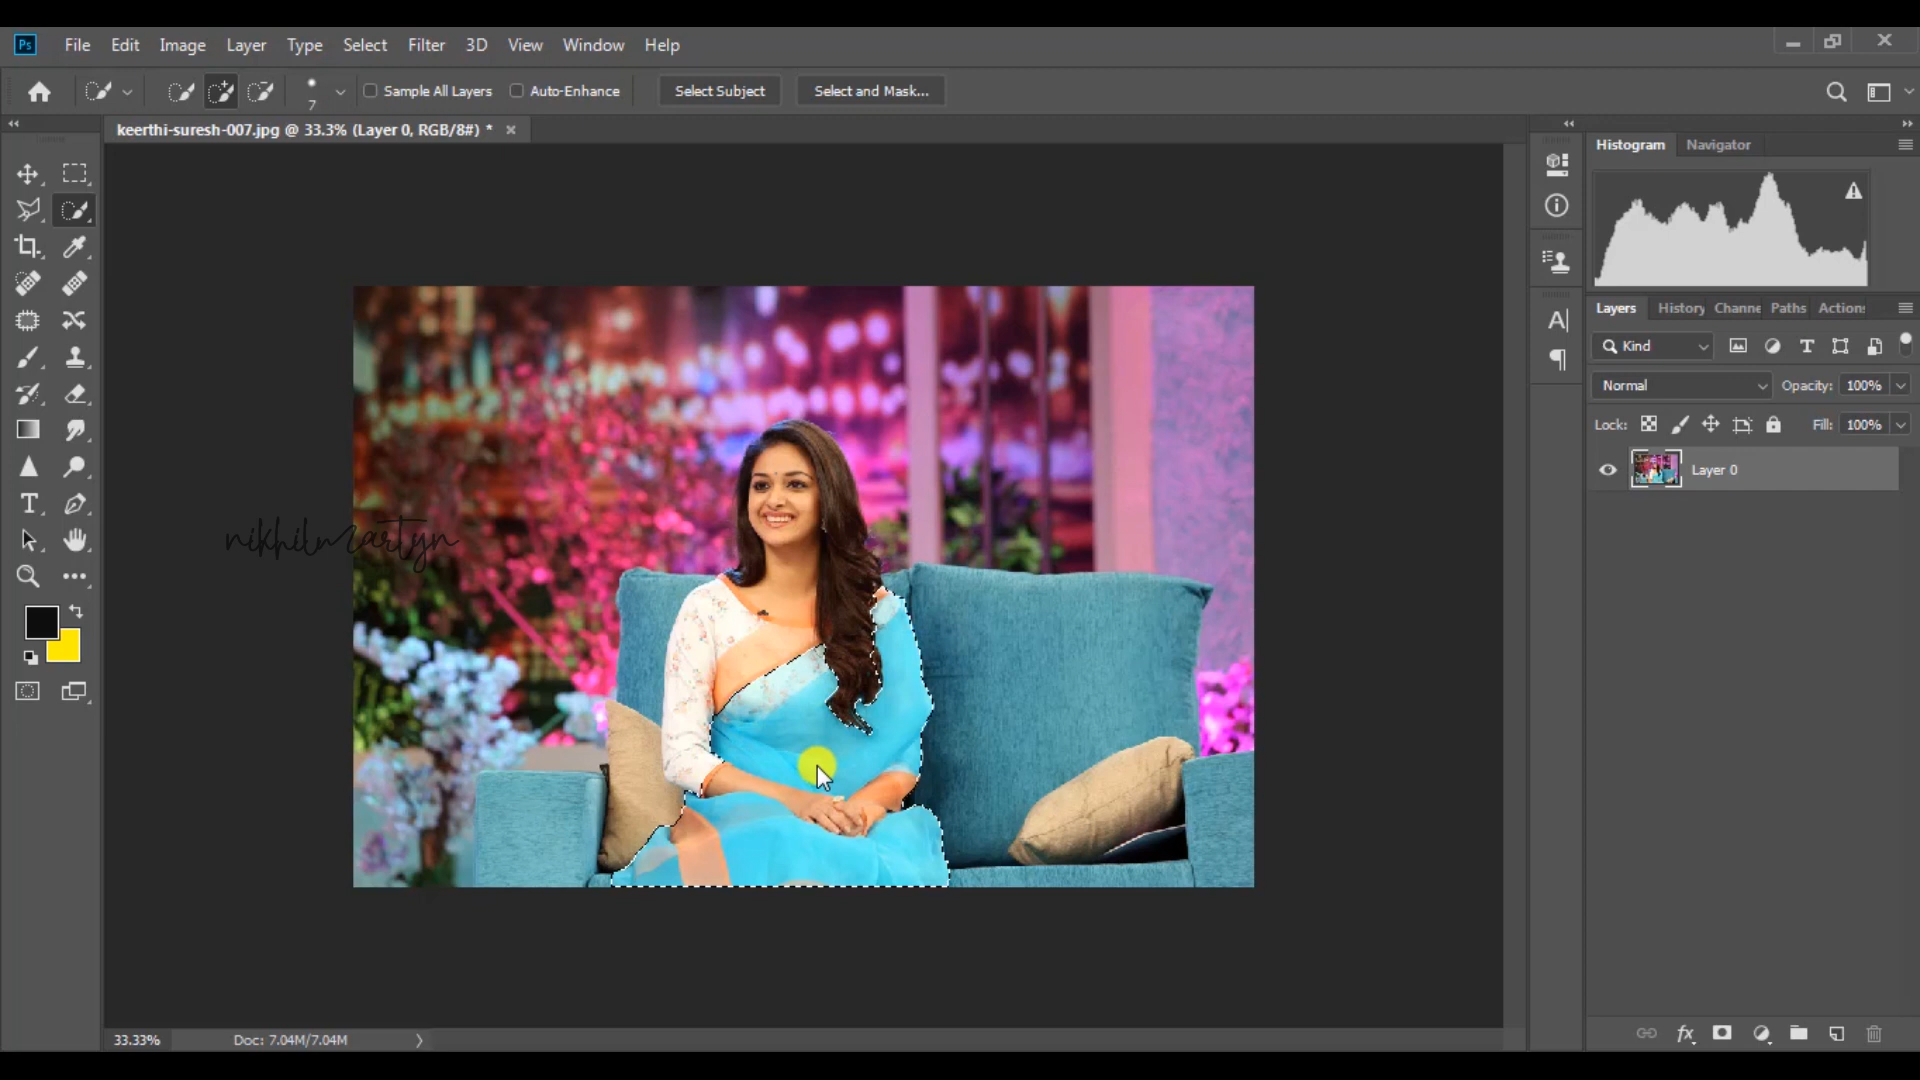 Ps File Edit Image Layer Type Select Filter 3D View Window Help
7 Sample All Layers Auto-Enhance Select Subject Select and Mask...
keerthi-suresh-007.jpg @ 33.3% (Layer 0, RGB/8#) *
Histogram Navigator
Layers History Channe Paths Action
Kind
Normal Opacity: 100%
Lock: Fill: 100%
Layer 0
nikhilmartyn
33.33% Doc: 7.04M/7.04M